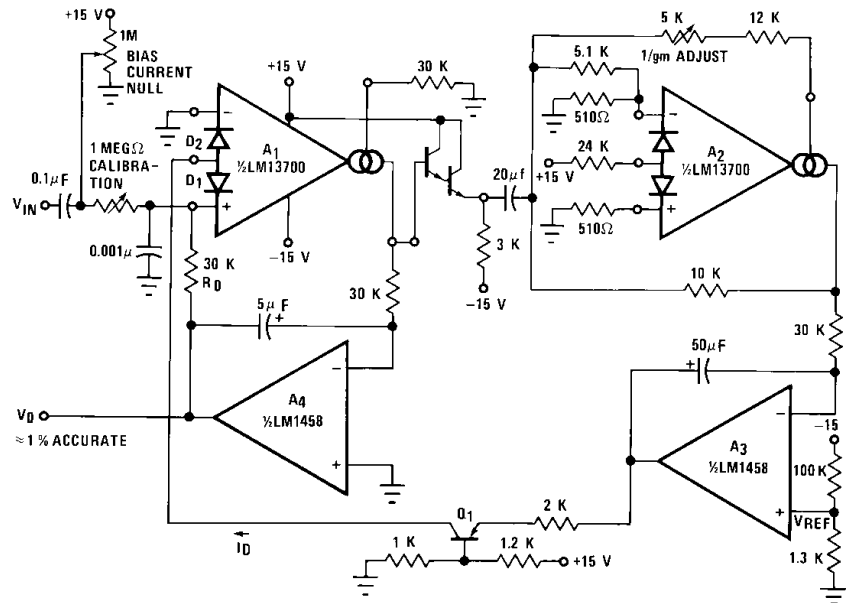 +15 V
1M
BIAS
CURRENT
NULL
+15 V
30 K
5 K
12 K
5.1 K
1/gm ADJUST
−
D2
A1
½LM13700
510Ω
−
A2
½LM13700
1 MEG Ω
CALIBRA-
TION
D1
24 K
+15V
20μf
0.1μF
VIN
+
+
510Ω
0.001μ
−15 V
3 K
−15 V
10 K
30 K
RD
30 K
30 K
5μF
+
50μF
+
−
A4
½LM1458
+
VD
≈1% ACCURATE
−
A3
½LM1458
+
−15
100K
VREF
1.3 K
Q1
2 K
ID
1 K
1.2 K
+15 V